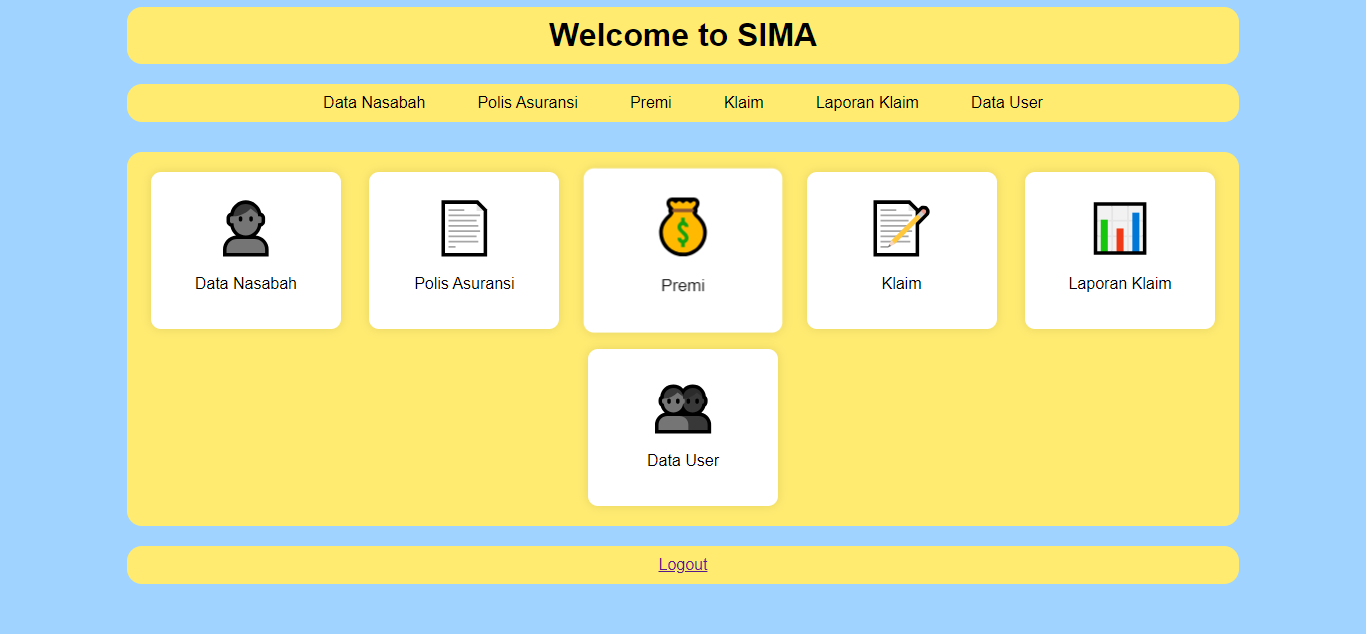 Welcome to SIMA
Data Nasabah Polis Asuransi Premi Klaim Laporan Klaim Data User
Data Nasabah Polis Asuransi Premi Klaim Laporan Klaim
Data User
Logout